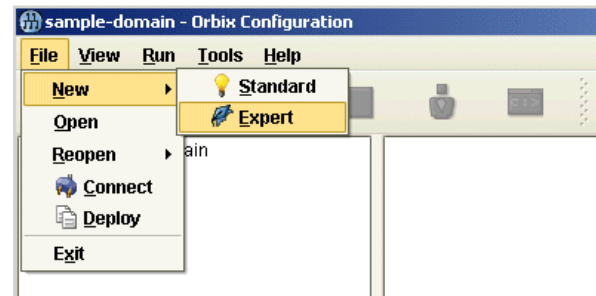 sample-domain - Orbix Configuration
File View Run Tools Help
New Standard
Open Expert
Reopen ain
Connect
Deploy
Exit